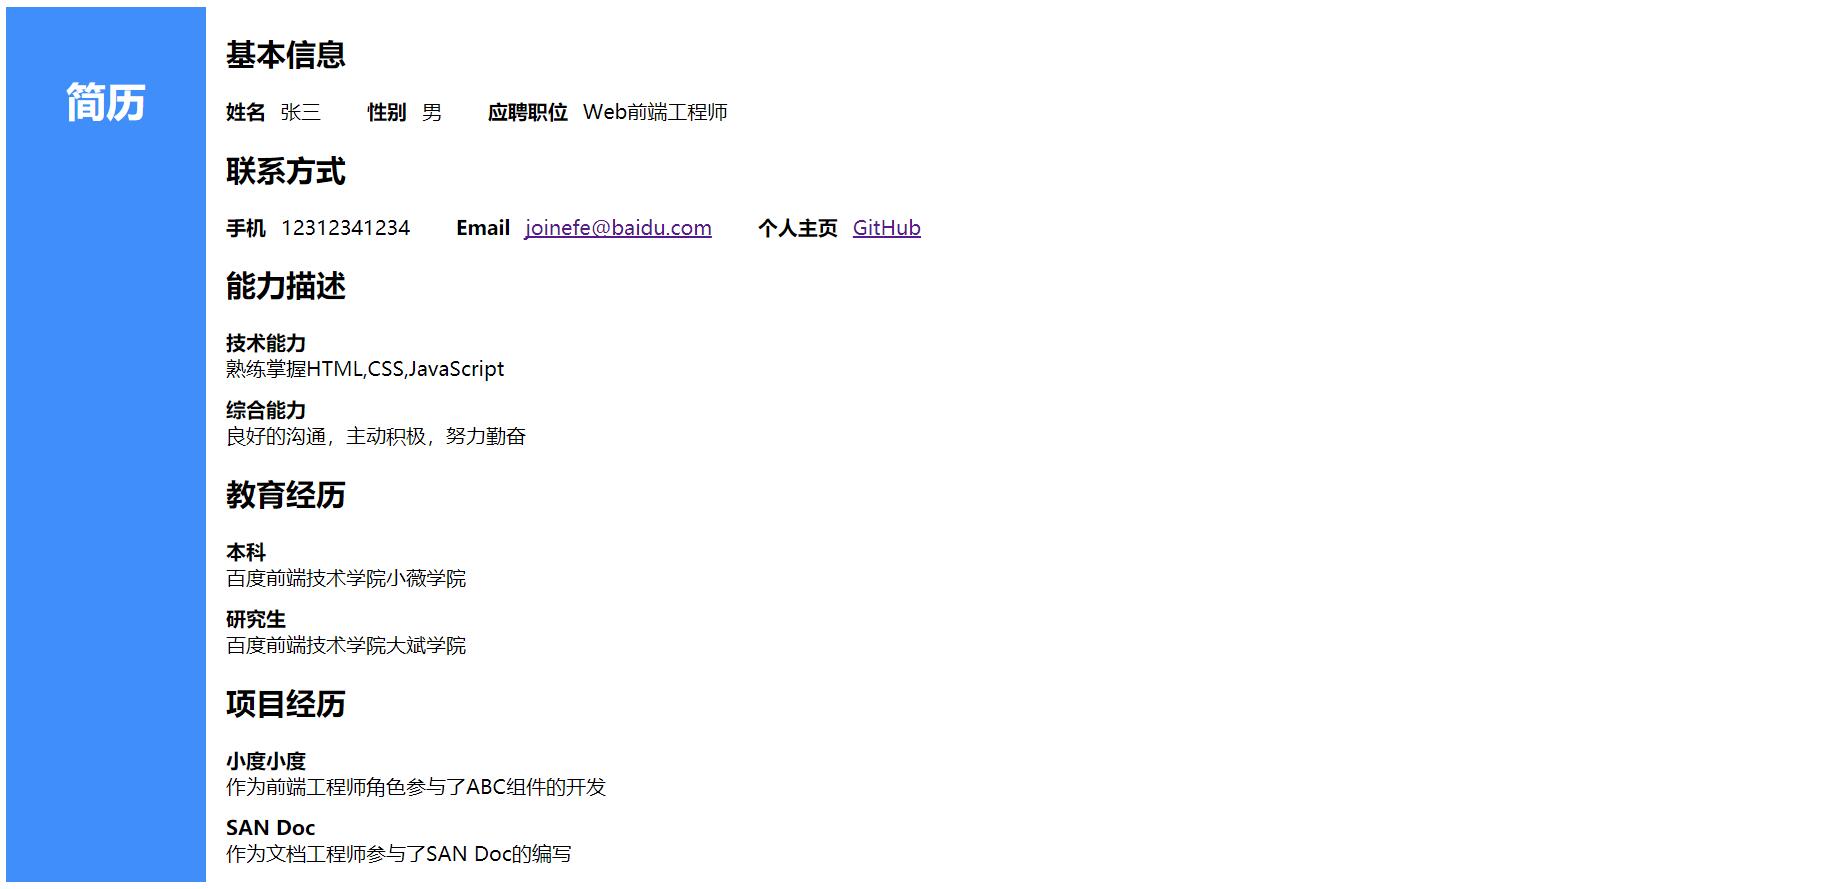 简历
基本信息
姓名 张三 性别 男 应聘职位 Web前端工程师
联系方式
手机 12312341234 Email joinefe@baidu.com 个人主页 GitHub
能力描述
技术能力
熟练掌握HTML,CSS,JavaScript
综合能力
良好的沟通，主动积极，努力勤奋
教育经历
本科
百度前端技术学院小薇学院
研究生
百度前端技术学院大斌学院
项目经历
小度小度
作为前端工程师角色参与了ABC组件的开发
SAN Doc
作为文档工程师参与了SAN Doc的编写